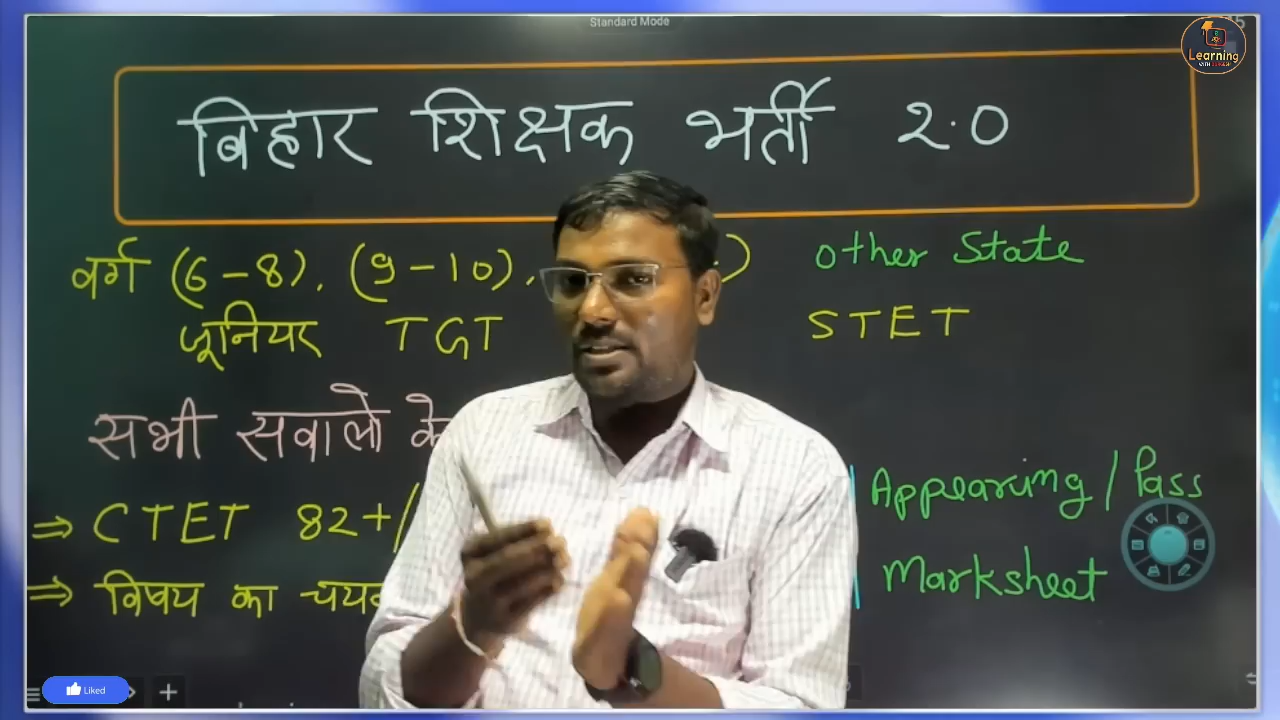 Standard Mode
Learning
बिहार शिक्षक भर्ती २.0
वर्ग (6-8), (9-10),
Other State
जूनियर TGT
STET
सभी सवालो के
Appearing / Pass
⇒ CTET 82+/
Marksheet
⇒ विषय का चयन
Liked